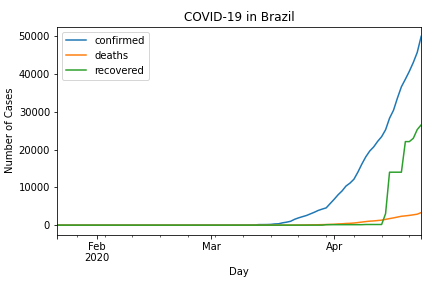 COVID-19 in Brazil
confirmed
deaths
recovered
50000
40000
30000
20000
10000
0
Number of Cases
Feb
2020
Mar
Apr
Day